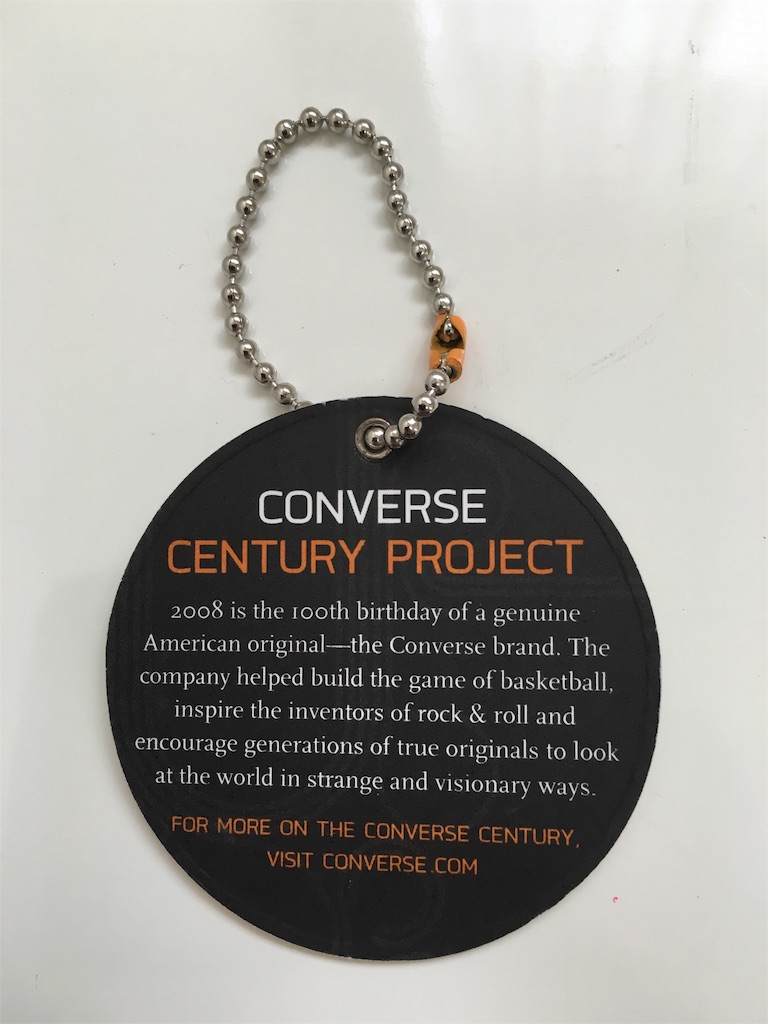 CONVERSE
CENTURY PROJECT
2008 is the 100th birthday of a genuine
American original—the Converse brand. The
company helped build the game of basketball,
inspire the inventors of rock & roll and
encourage generations of true originals to look
at the world in strange and visionary ways.
FOR MORE ON THE CONVERSE CENTURY,
VISIT CONVERSE.COM